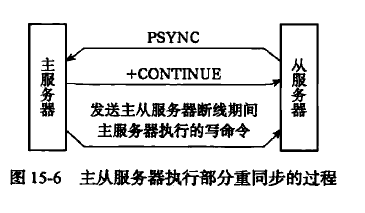 PSYNC
主服务器
从服务器
+CONTINUE
发送主从服务器断线期间
主服务器执行的写命令
图 15-6 主从服务器执行部分重同步的过程